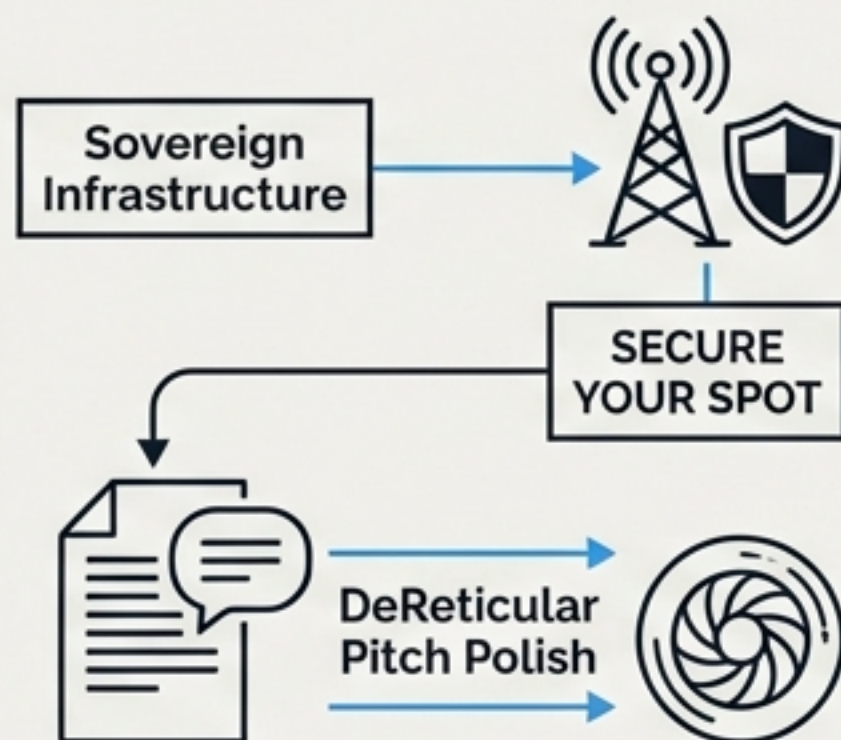 Sovereign
Infrastructure
SECURE
YOUR SPOT
DeReticular
Pitch Polish